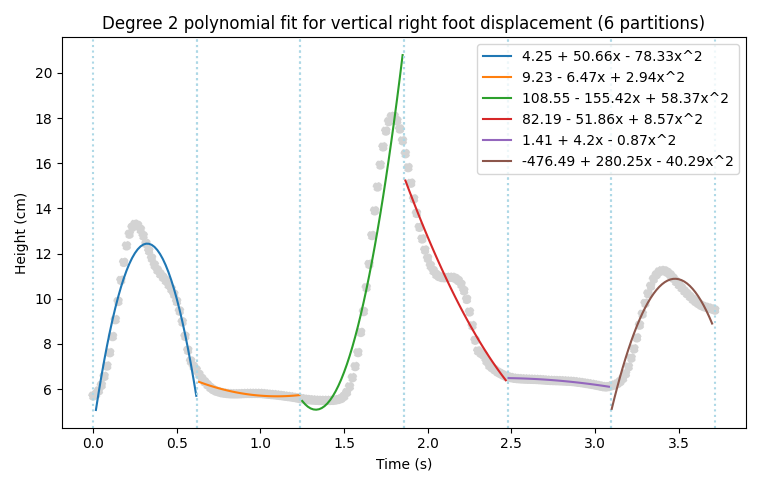 Degree 2 polynomial fit for vertical right foot displacement (6 partitions)
4.25 + 50.66x - 78.33x^2
9.23 - 6.47x + 2.94x^2
108.55 - 155.42x + 58.37x^2
82.19 - 51.86x + 8.57x^2
1.41 + 4.2x - 0.87x^2
-476.49 + 280.25x - 40.29x^2
Height (cm)
20
18
16
14
12
10
8
6
0.0 0.5 1.0 1.5 2.0 2.5 3.0 3.5
Time (s)